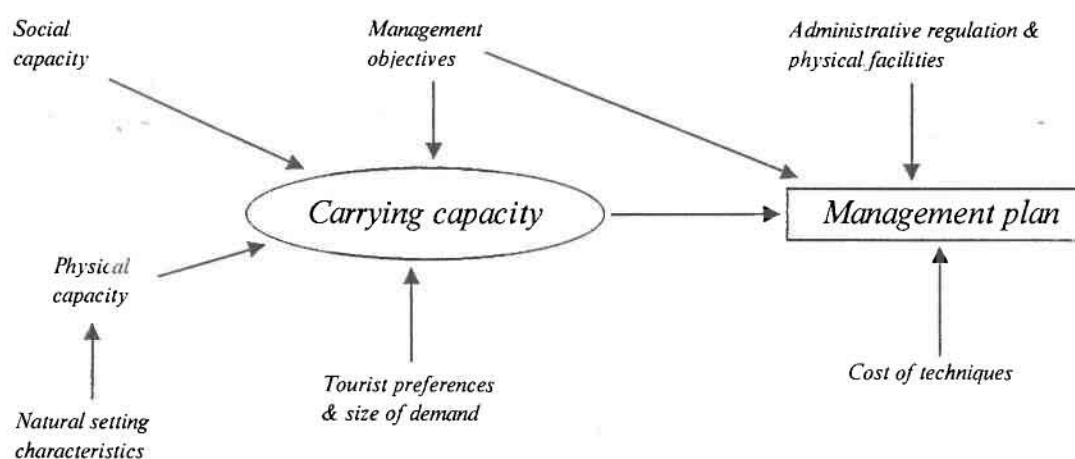 Social
capacity
Management
objectives
Administrative regulation &
physical facilities
Carrying capacity
Management plan
Physical
capacity
Tourist preferences
& size of demand
Cost of techniques
Natural setting
characteristics